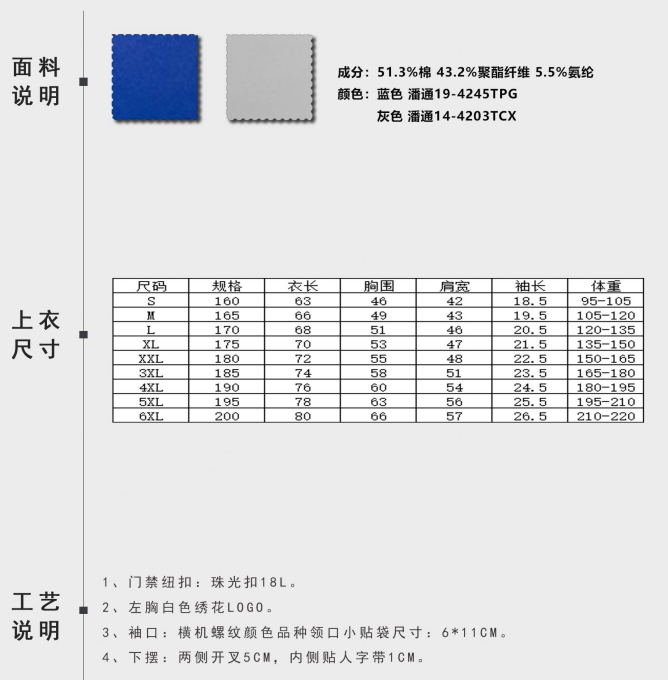 面料
说明
成分：51.3%棉 43.2%聚酯纤维 5.5%氨纶
颜色：蓝色 潘通19-4245TPG
灰色 潘通14-4203TCX
上衣
尺寸
尺码 规格 衣长 胸围 肩宽 袖长 体重
S 160 63 46 42 18.5 95-105
M 165 66 49 43 19.5 105-120
L 170 68 51 46 20.5 120-135
XL 175 70 53 47 21.5 135-150
XXL 180 72 55 48 22.5 150-165
3XL 185 74 58 51 23.5 165-180
4XL 190 76 60 54 24.5 180-195
5XL 195 78 63 56 25.5 195-210
6XL 200 80 66 57 26.5 210-220
工艺
说明
1、门禁纽扣：珠光扣18L。
2、左胸白色绣花LOGO。
3、袖口：横机螺纹颜色品种领口小贴袋尺寸：6*11CM。
4、下摆：两侧开叉5CM，内侧贴人字带1CM。